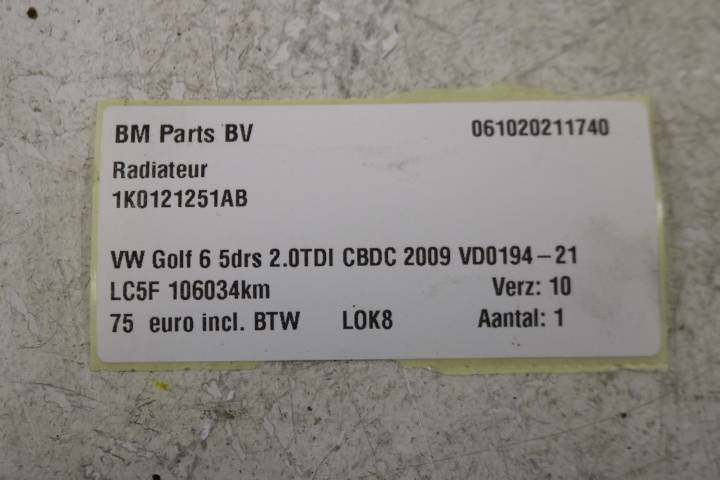 BM Parts BV 061020211740
Radiateur
1K0121251AB
VW Golf 6 5drs 2.0TDI CBDC 2009 VD0194-21
LC5F 106034km Verz: 10
75 euro incl. BTW LOK8 Aantal: 1